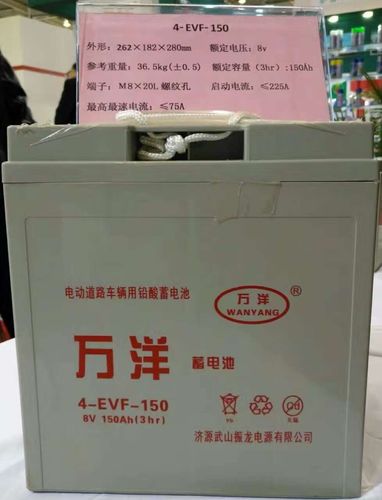 4-EVF-150
外形：262×182×280mm 额定电压：8v
参考重量：36.5kg(±0.5) 额定容量（3hr）:150Ah
端子：M8×20L 螺纹孔 启动电流：≤225A
最高最速电流：≤75A
电动道路车辆用铅酸蓄电池
万洋
WANYANG
®
万洋 蓄电池
4-EVF-150
8V 150Ah(3hr)
Pb
济源武山振龙电源有限公司